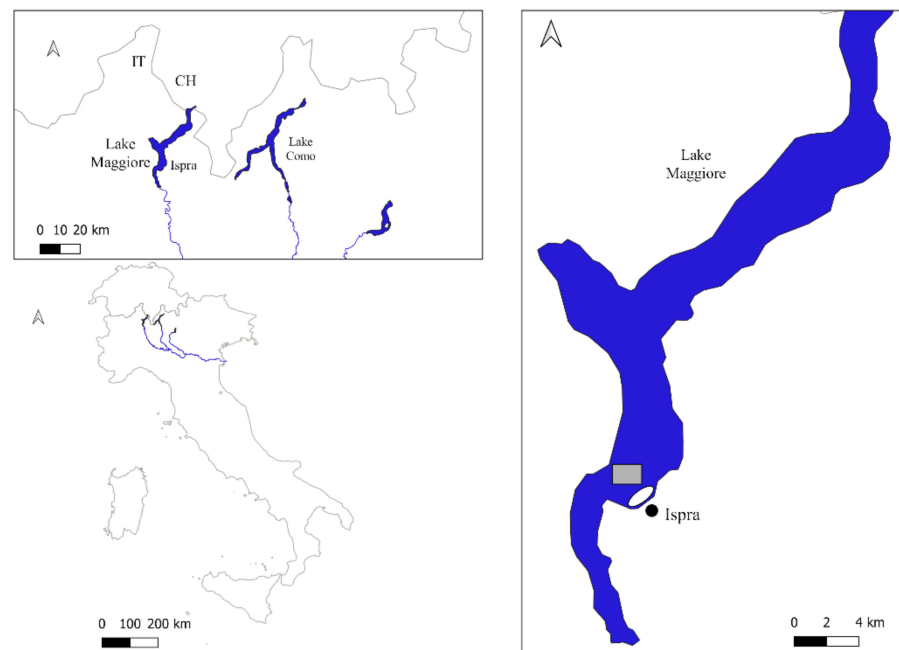 IT
CH
Lake
Maggiore
Ispra
Lake
Como
0 10 20 km
0 100 200 km
Lake
Maggiore
Ispra
0 2 4 km